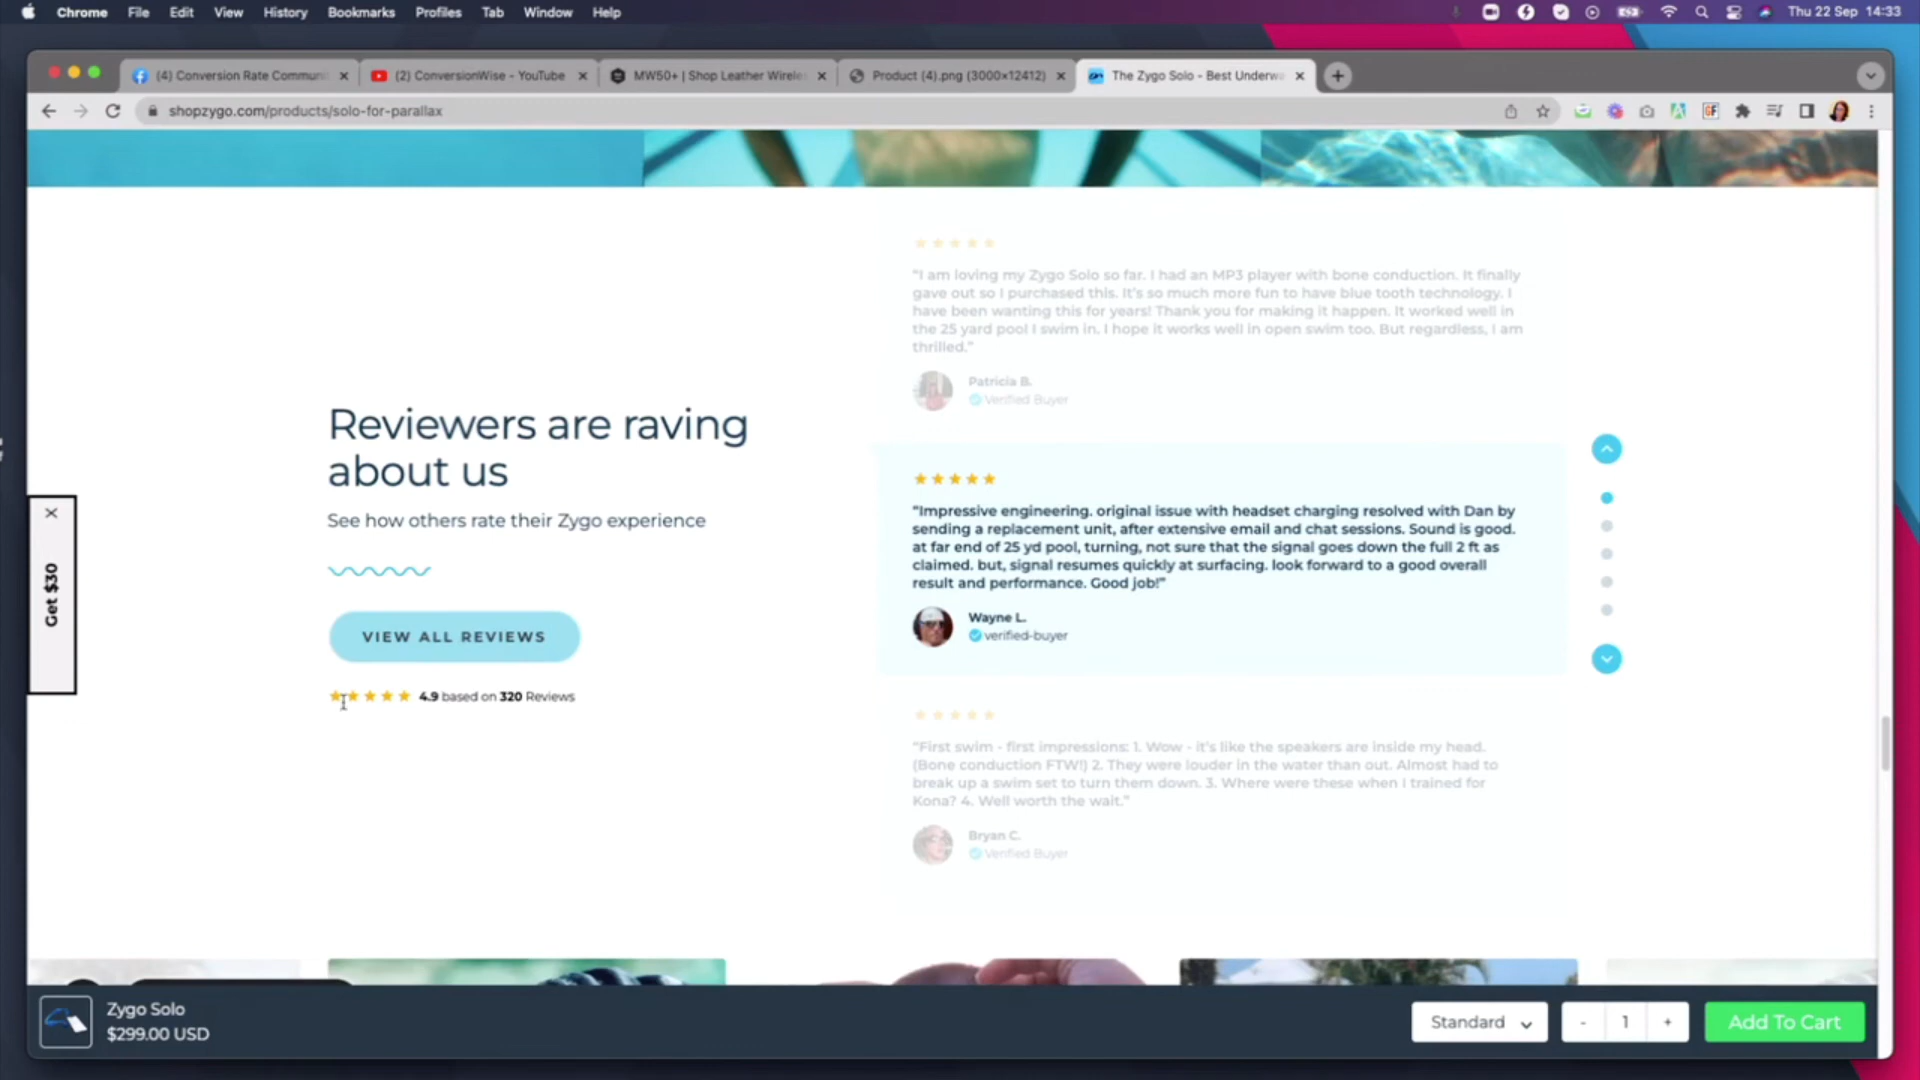 Chrome File Edit View History Bookmarks Profiles Tab Window Help
Thu 22 Sep 14:33
(4) Conversion Rate Communi
(2) ConversionWise - YouTube
MW50+ | Shop Leather Wirele
Product (4).png (3000×12412)
The Zygo Solo - Best Underwa
shopzygo.com/products/solo-for-parallax
GF
"I am loving my Zygo Solo so far. I had an MP3 player with bone conduction. It finally
gave out so I purchased this. It's so much more fun to have blue tooth technology. I
have been wanting this for years! Thank you for making it happen. It worked well in
the 25 yard pool I swim in. I hope it works well in open swim too. But regardless, I am
thrilled."
Patricia B.
Verified Buyer
Reviewers are raving
about us
See how others rate their Zygo experience
VIEW ALL REVIEWS
4.9 based on 320 Reviews
Get $30
"Impressive engineering. original issue with headset charging resolved with Dan by
sending a replacement unit, after extensive email and chat sessions. Sound is good.
at far end of 25 yd pool, turning, not sure that the signal goes down the full 2 ft as
claimed. but, signal resumes quickly at surfacing. look forward to a good overall
result and performance. Good job!"
Wayne L.
verified-buyer
"First swim - first impressions: 1. Wow - it's like the speakers are inside my head.
(Bone conduction FTW!) 2. They were louder in the water than out. Almost had to
break up a swim set to turn them down. 3. Where were these when I trained for
Kona? 4. Well worth the wait."
Bryan C.
Verified Buyer
Zygo Solo
$299.00 USD
Standard
- 1 +
Add To Cart